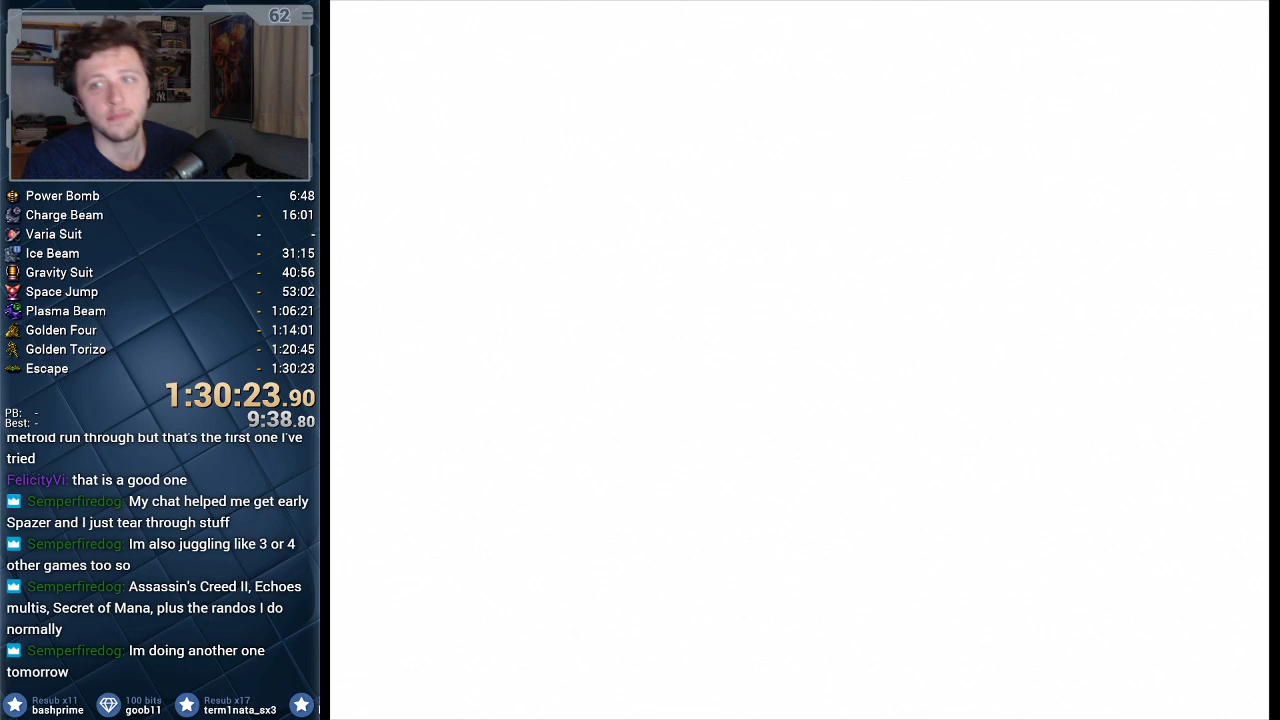 62
Power Bomb - 6:48
Charge Beam - 16:01
Varia Suit - -
Ice Beam - 31:15
Gravity Suit - 40:56
Space Jump - 53:02
Plasma Beam - 1:06:21
Golden Four - 1:14:01
Golden Torizo - 1:20:45
Escape - 1:30:23
1:30:23.90
PB: -
Best: -
9:38.80
metroid run through but that's the first one I've
tried
FelicityVi: that is a good one
Semperfiredog: My chat helped me get early
Spazer and I just tear through stuff
Semperfiredog: Im also juggling like 3 or 4
other games too so
Semperfiredog: Assassin's Creed II, Echoes
multis, Secret of Mana, plus the randos I do
normally
Semperfiredog: Im doing another one
tomorrow
Resub x11 100 bits Resub x17
bashprime goob11 term1nata_sx3